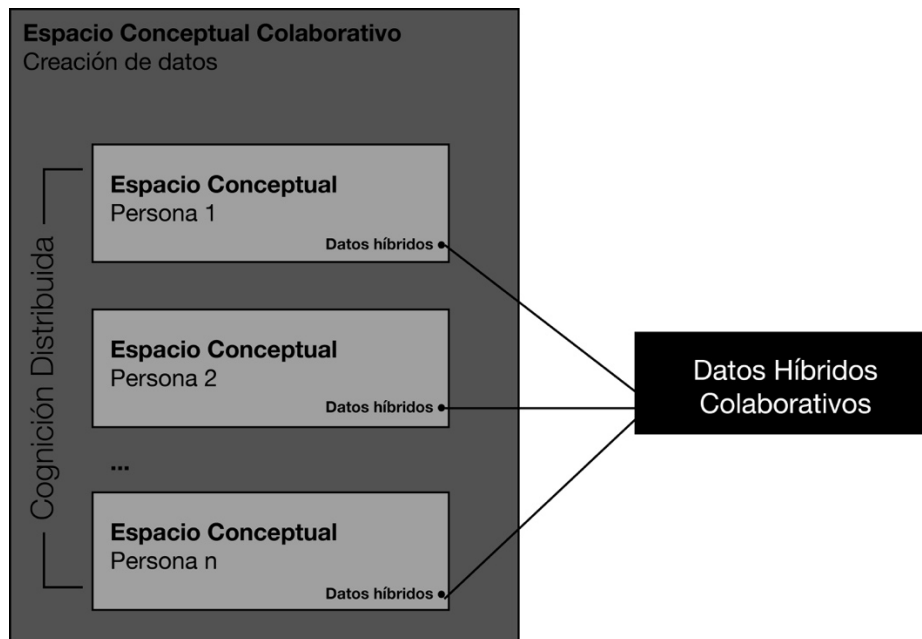 Espacio Conceptual Colaborativo
Creación de datos
Cognición Distribuida
Espacio Conceptual
Persona 1
Datos híbridos
Espacio Conceptual
Persona 2
Datos híbridos
...
Espacio Conceptual
Persona n
Datos híbridos
Datos Híbridos
Colaborativos